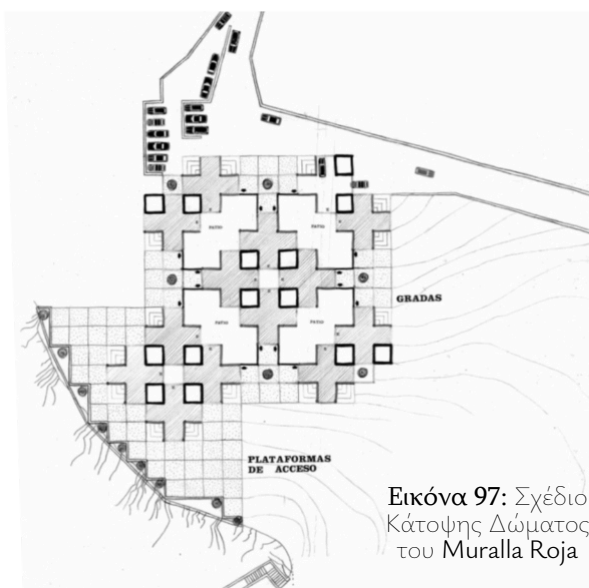 PATIO
PATIO
GRADAS
PATIO
PATIO
PLATAFORMAS
DE ACCESO
Εικόνα 97: Σχέδιο
Κάτοψης Δώματος
του Muralla Roja